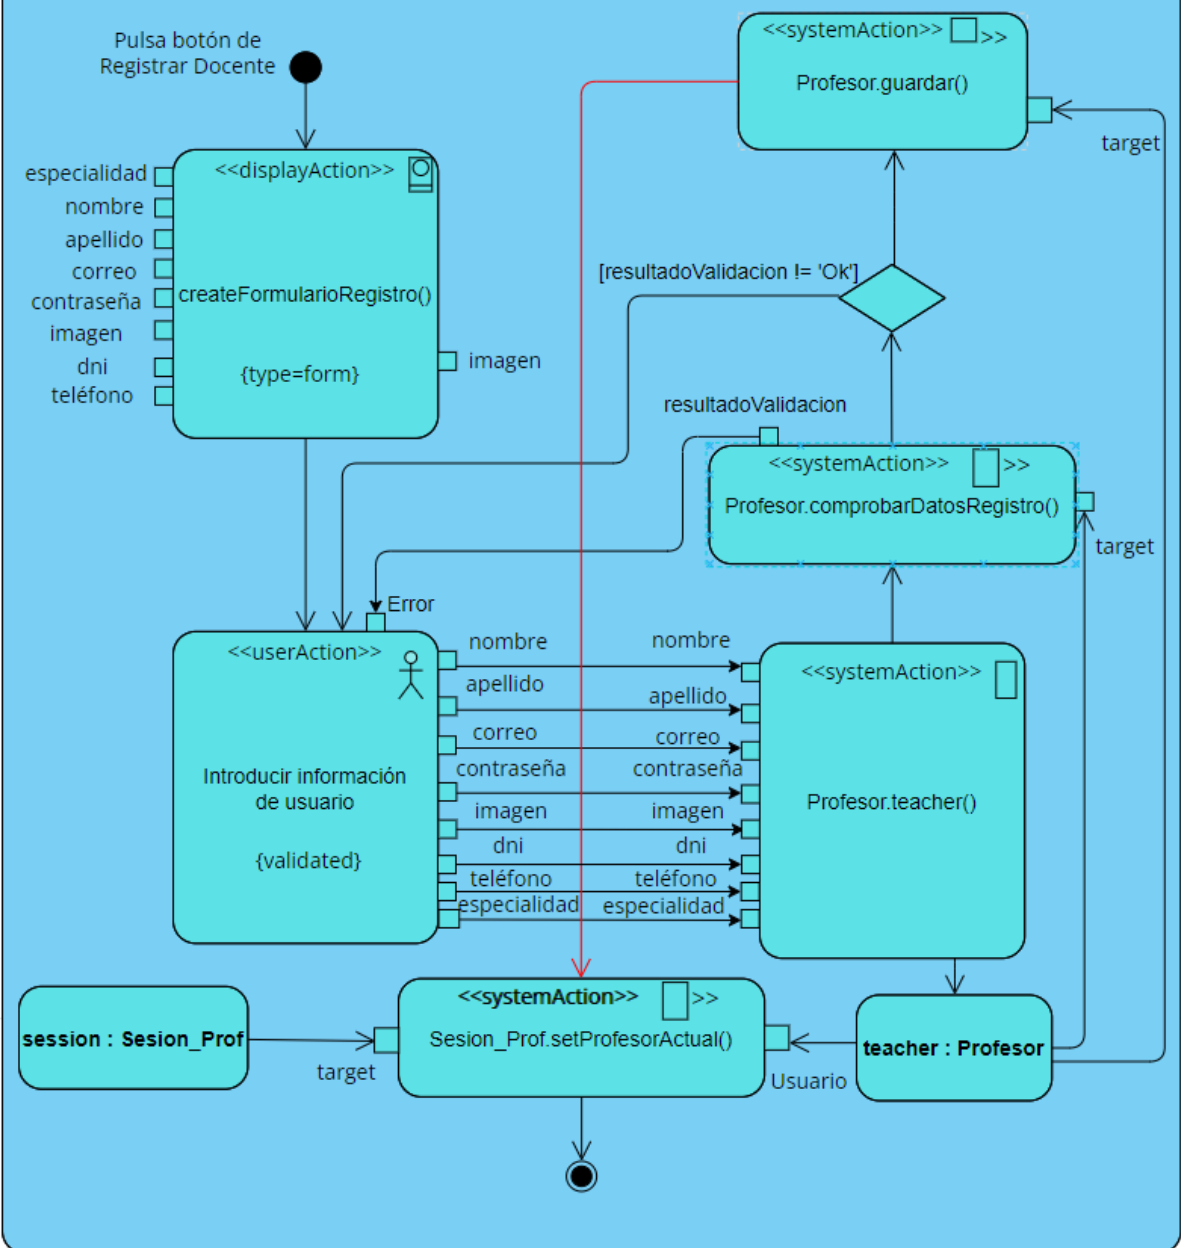 Pulsa botón de
Registrar Docente
<<displayAction>>
especialidad
nombre
apellido
correo
contraseña
imagen
dni
teléfono
createFormularioRegistro()
{type=form}
imagen
<<systemAction>> >>
Profesor.guardar()
target
[resultadoValidacion != 'Ok']
resultadoValidacion
<<systemAction>> >>
Profesor.comprobarDatosRegistro()
target
Error
<<userAction>>
Introducir información
de usuario
{validated}
nombre nombre
apellido apellido
correo correo
contraseña contraseña
imagen imagen
dni dni
teléfono teléfono
especialidad especialidad
<<systemAction>>
Profesor.teacher()
session : Sesion_Prof
target
<<systemAction>> >>
Sesion_Prof.setProfesorActual()
Usuario
teacher : Profesor